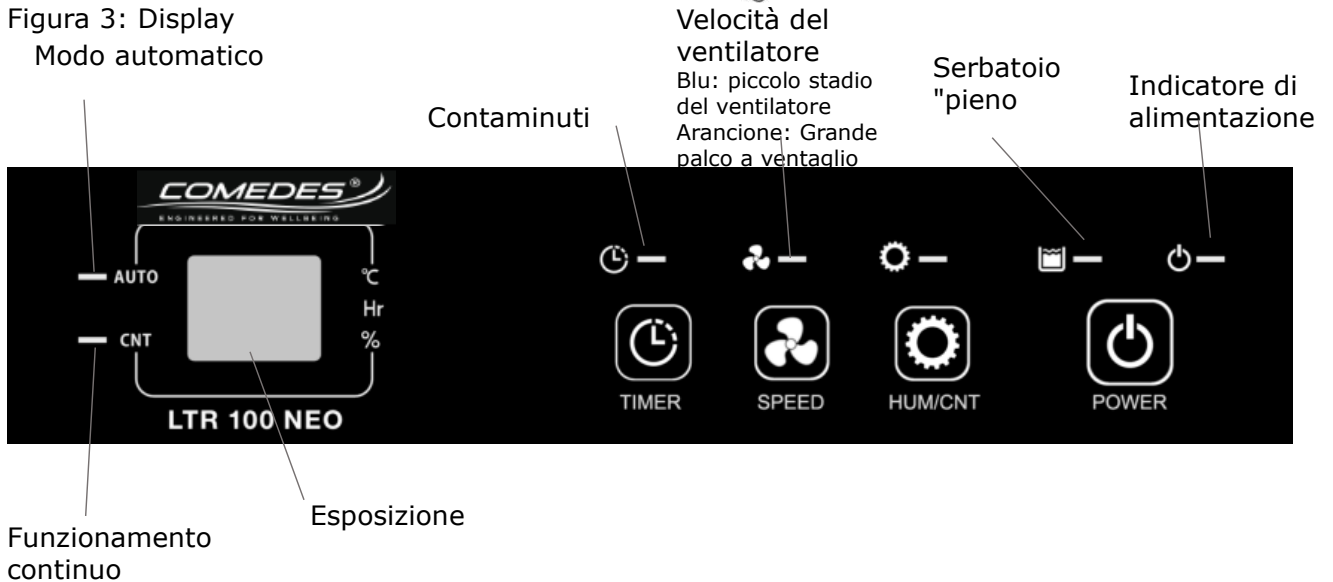 Figura 3: Display
Modo automatico
Contaminuti
Velocità del
ventilatore
Blu: piccolo stadio
del ventilatore
Arancione: Grande
palco a ventaglio
Serbatoio
"pieno
Indicatore di
alimentazione
COMEDES®
ENGINEERED FOR WELLBEING
AUTO
CNT
°C
Hr
%
LTR 100 NEO
TIMER
SPEED
HUM/CNT
POWER
Esposizione
Funzionamento
continuo